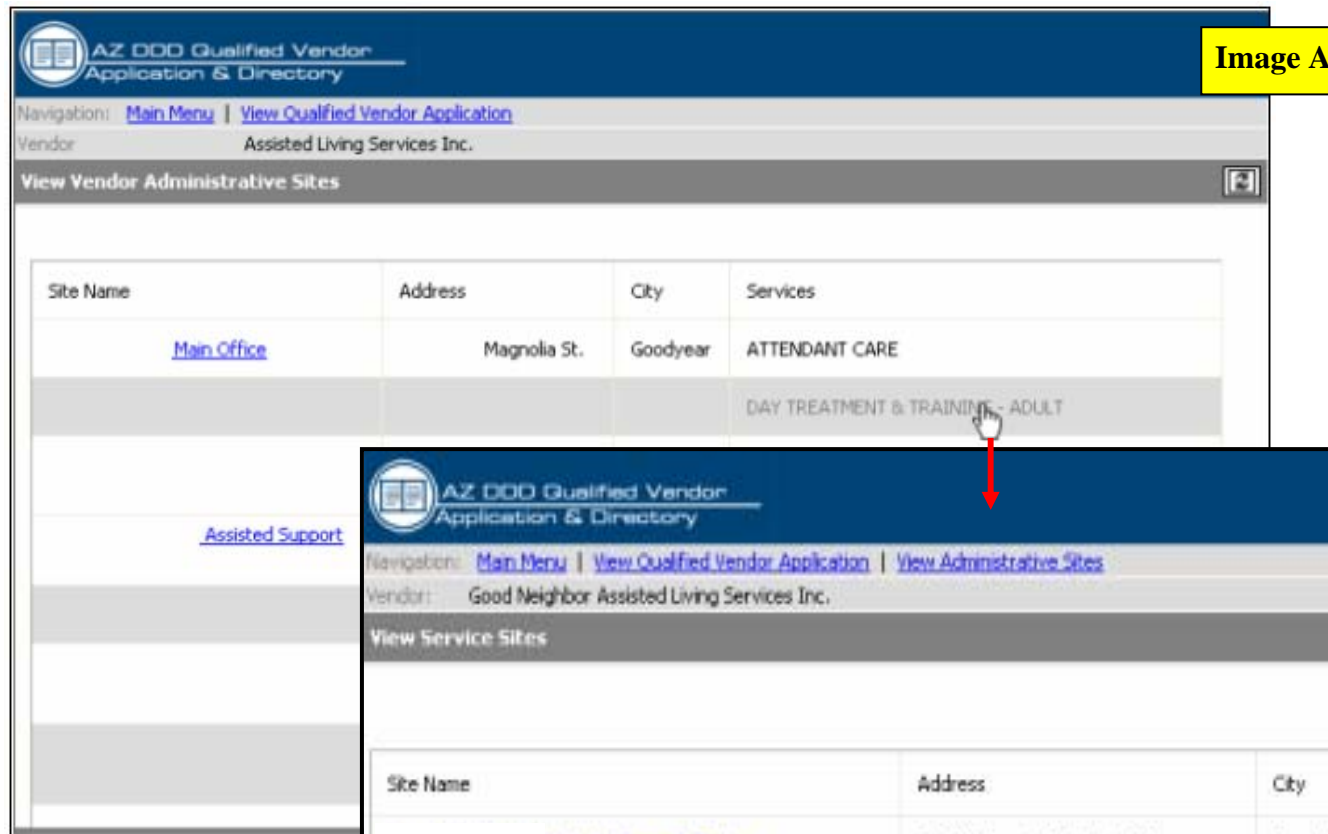 AZ DDD Qualified Vendor
Application & Directory
Image A
Navigation: Main Menu | View Qualfied Vendor Application
Vendor Assisted Living Services Inc.
View Vendor Administrative Sites
Site Name Address City Services
Main Office Magnolia St. Goodyear ATTENDANT CARE
DAY TREATMENT & TRAINING - ADULT
Assisted Support
AZ DDD Qualified Vendor
Application & Directory
Navigation: Main Menu | View Qualfied Vendor Application | View Administrative Sites
Vendor: Good Neighbor Assisted Living Services Inc.
View Service Sites
Site Name Address City